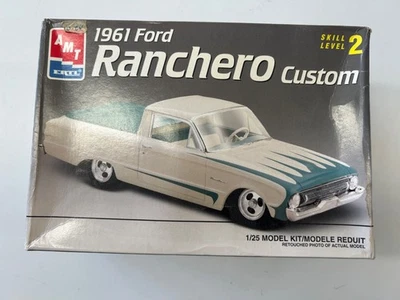 AMT
ERTL
1961 Ford
Ranchero Custom
SKILL
LEVEL 2
1/25 MODEL KIT/MODELE REDUIT
RETOUCHED PHOTO OF ACTUAL MODEL